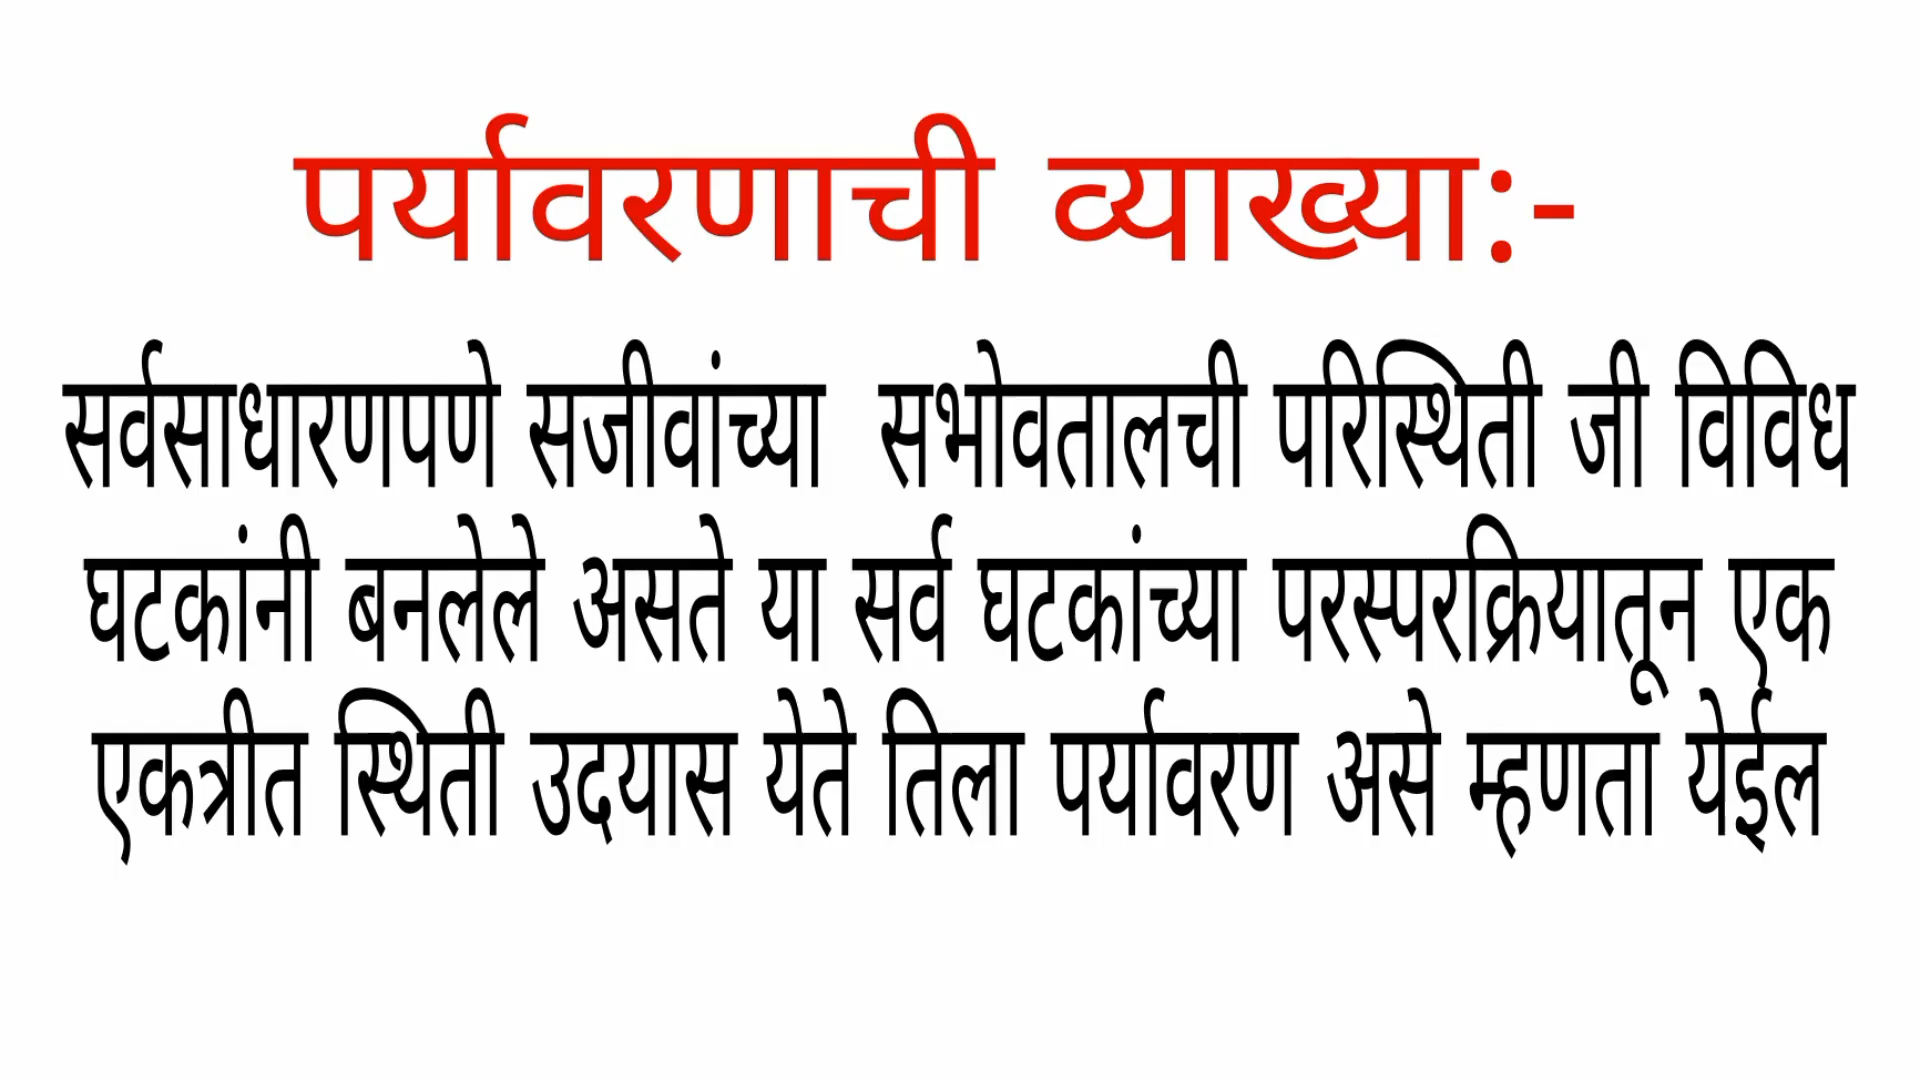 पर्यावरणाची व्याख्या:-
सर्वसाधारणपणे सजीवांच्या सभोवतालची परिस्थिती जी विविध
घटकांनी बनलेले असते या सर्व घटकांच्या परस्परक्रियातून एक
एकत्रीत स्थिती उदयास येते तिला पर्यावरण असे म्हणता येईल